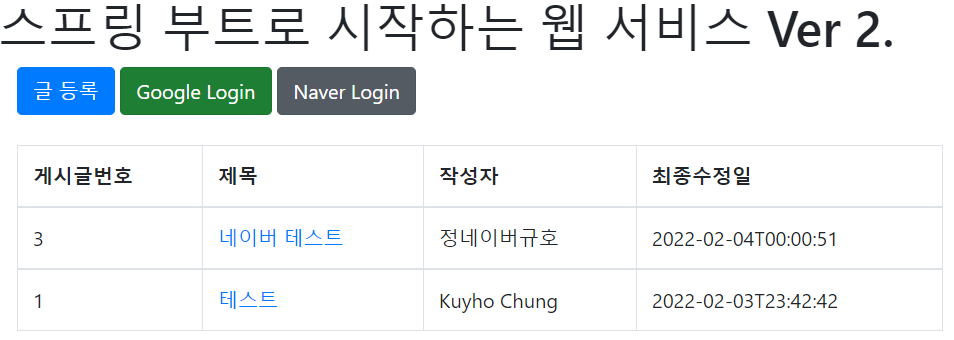 스프링 부트로 시작하는 웹 서비스 Ver 2.
글 등록 Google Login Naver Login
게시글번호 제목 작성자 최종수정일
3 네이버 테스트 정네이버규호 2022-02-04T00:00:51
1 테스트 Kuyho Chung 2022-02-03T23:42:42